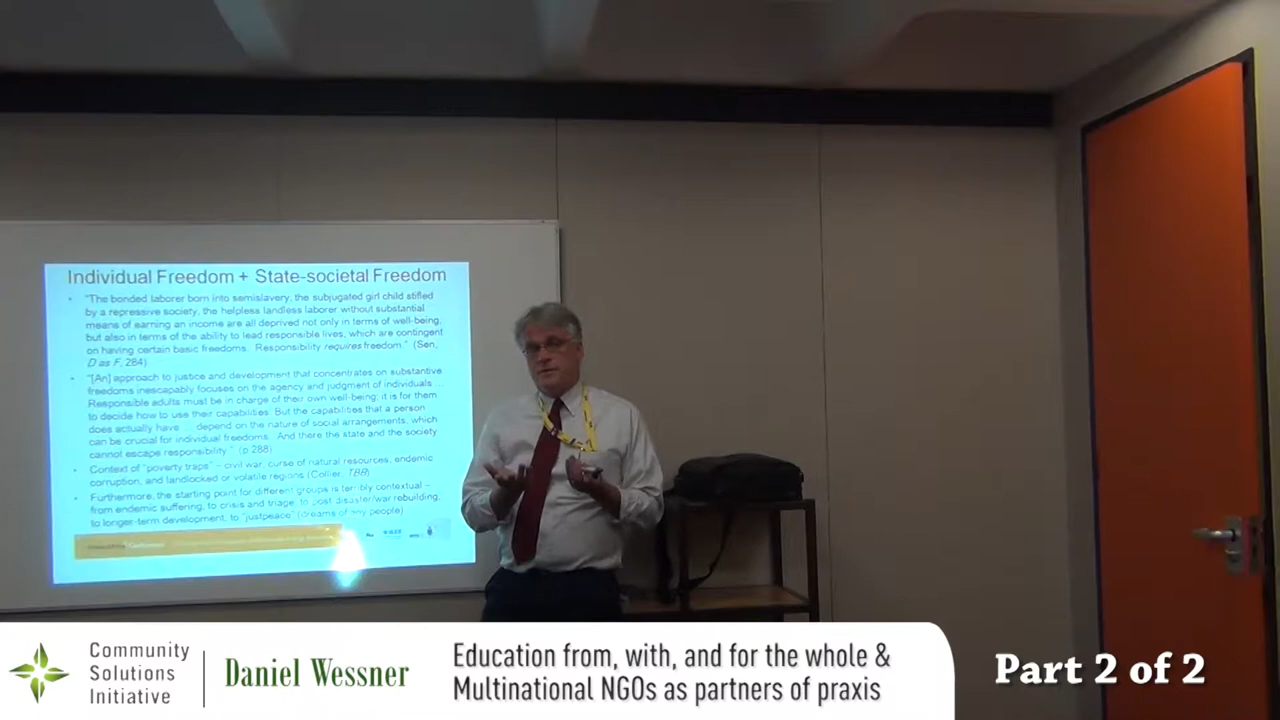 Individual Freedom + State-societal Freedom
• "The bonded laborer born into semislavery, the subjugated girl child stifled
by a repressive society, the helpless landless laborer without substantial
means of earning an income are all deprived not only in terms of well-being,
but also in terms of the ability to lead responsible lives, which are contingent
on having certain basic freedoms. Responsibility requires freedom." (Sen,
D as F, 284)
• "[An] approach to justice and development that concentrates on substantive
freedoms inescapably focuses on the agency and judgment of individuals ...
Responsible adults must be in charge of their own well-being; it is for them
to decide how to use their capabilities. But the capabilities that a person
does actually have ... depend on the nature of social arrangements, which
can be crucial for individual freedoms. And there the state and the society
cannot escape responsibility." (p 288)
• Context of "poverty traps" – civil war, curse of natural resources, endemic
corruption, and landlocked or volatile regions (Collier, TBB)
• Furthermore, the starting point for different groups is terribly contextual –
from endemic suffering, to crisis and triage, to post disaster/war rebuilding,
to longer-term development, to "justpeace" (dreams of any people)
Community
Solutions
Initiative
Daniel Wessner
Education from, with, and for the whole &
Multinational NGOs as partners of praxis
Part 2 of 2